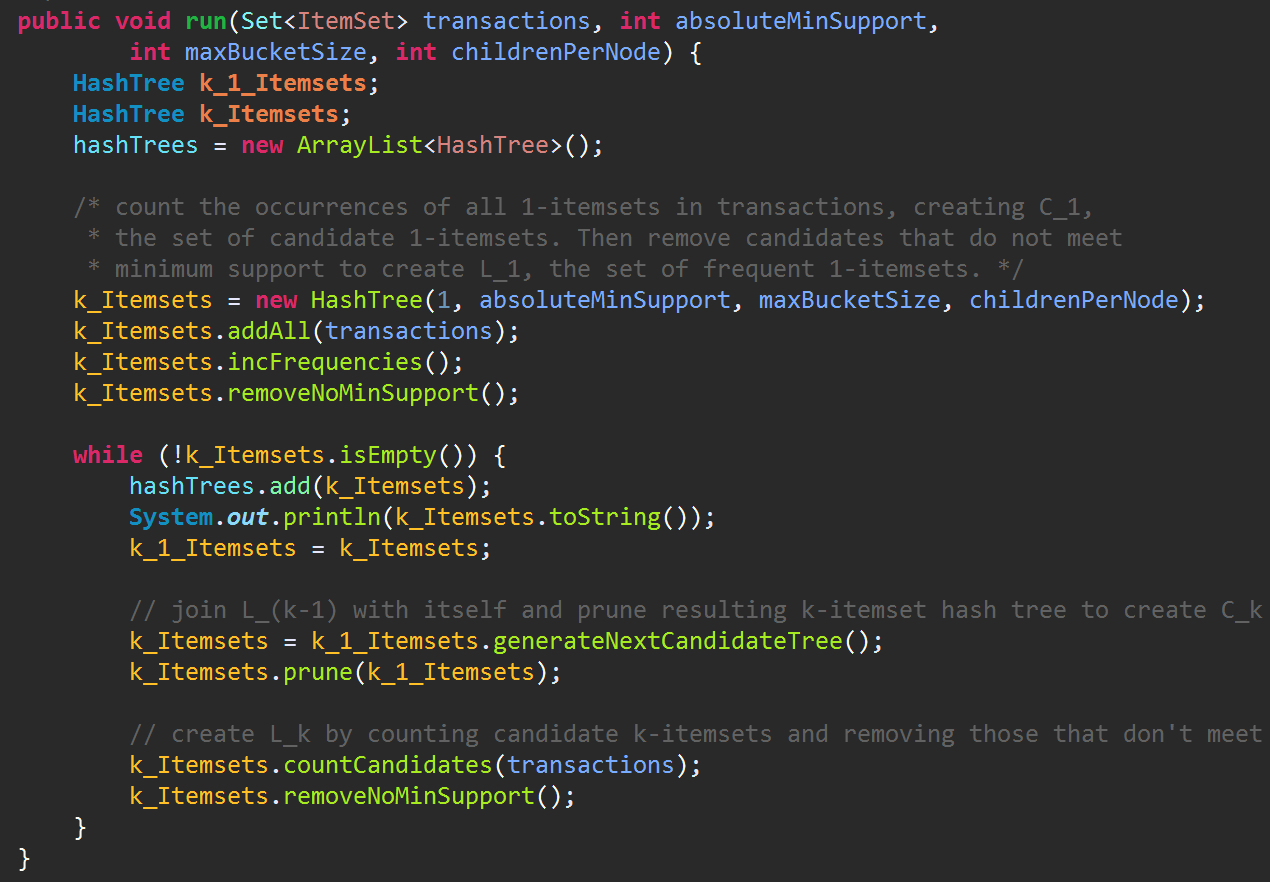 public void run(Set<ItemSet> transactions, int absoluteMinSupport,
        int maxBucketSize, int childrenPerNode) {
    HashTree k_1_Itemsets;
    HashTree k_Itemsets;
    hashTrees = new ArrayList<HashTree>();

    /* count the occurrences of all 1-itemsets in transactions, creating C_1,
     * the set of candidate 1-itemsets. Then remove candidates that do not meet
     * minimum support to create L_1, the set of frequent 1-itemsets. */
    k_Itemsets = new HashTree(1, absoluteMinSupport, maxBucketSize, childrenPerNode);
    k_Itemsets.addAll(transactions);
    k_Itemsets.incFrequencies();
    k_Itemsets.removeNoMinSupport();

    while (!k_Itemsets.isEmpty()) {
        hashTrees.add(k_Itemsets);
        System.out.println(k_Itemsets.toString());
        k_1_Itemsets = k_Itemsets;

        // join L_(k-1) with itself and prune resulting k-itemset hash tree to create C_k
        k_Itemsets = k_1_Itemsets.generateNextCandidateTree();
        k_Itemsets.prune(k_1_Itemsets);

        // create L_k by counting candidate k-itemsets and removing those that don't meet
        k_Itemsets.countCandidates(transactions);
        k_Itemsets.removeNoMinSupport();
    }
}